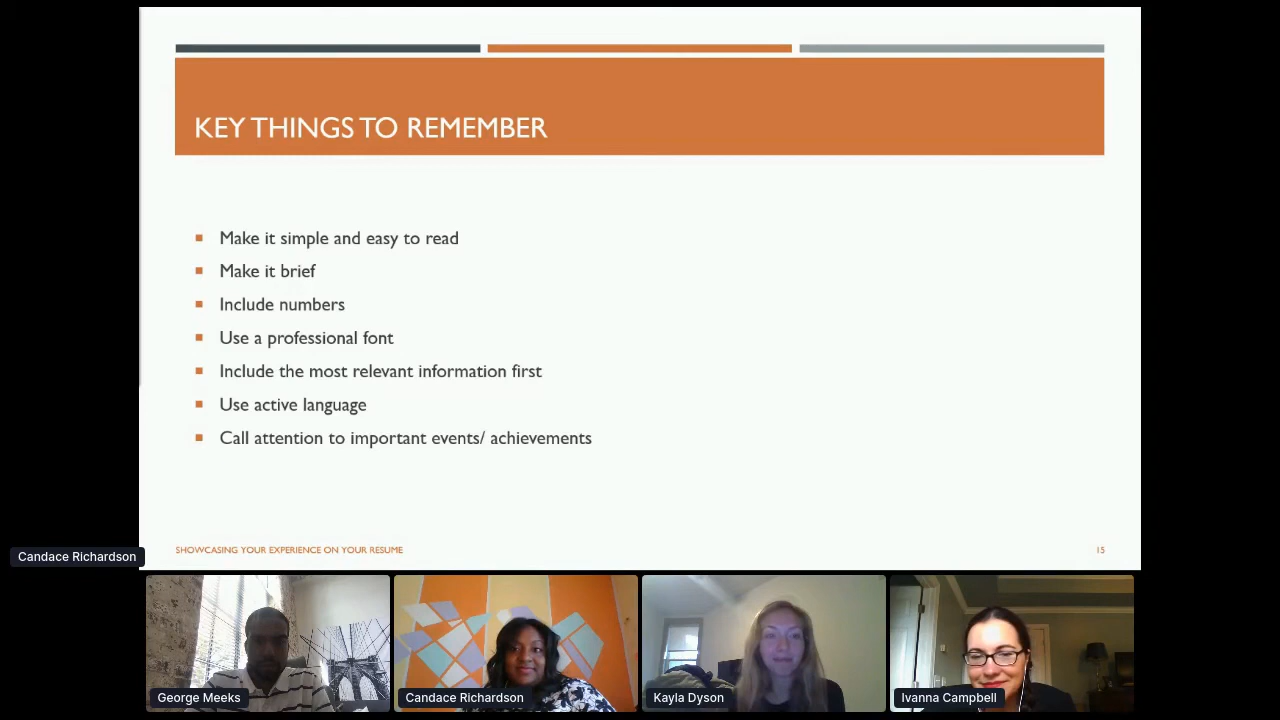 KEY THINGS TO REMEMBER
Make it simple and easy to read
Make it brief
Include numbers
Use a professional font
Include the most relevant information first
Use active language
Call attention to important events/ achievements
SHOWCASING YOUR EXPERIENCE ON YOUR RESUME
15
Candace Richardson
George Meeks
Candace Richardson
Kayla Dyson
Ivanna Campbell